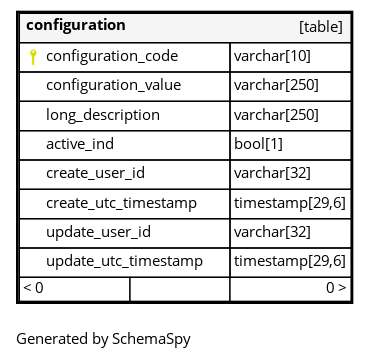 configuration [table]
configuration_code varchar[10]
configuration_value varchar[250]
long_description varchar[250]
active_ind bool[1]
create_user_id varchar[32]
create_utc_timestamp timestamp[29,6]
update_user_id varchar[32]
update_utc_timestamp timestamp[29,6]
< 0 0 >
Generated by SchemaSpy